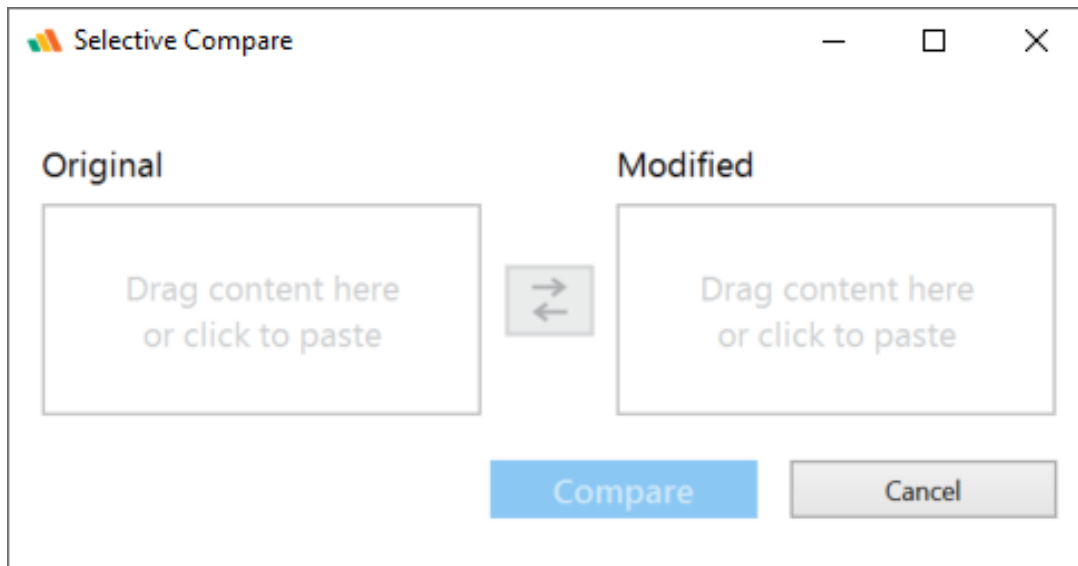 Selective Compare
Original
Modified
Drag content here
or click to paste
Drag content here
or click to paste
Compare
Cancel